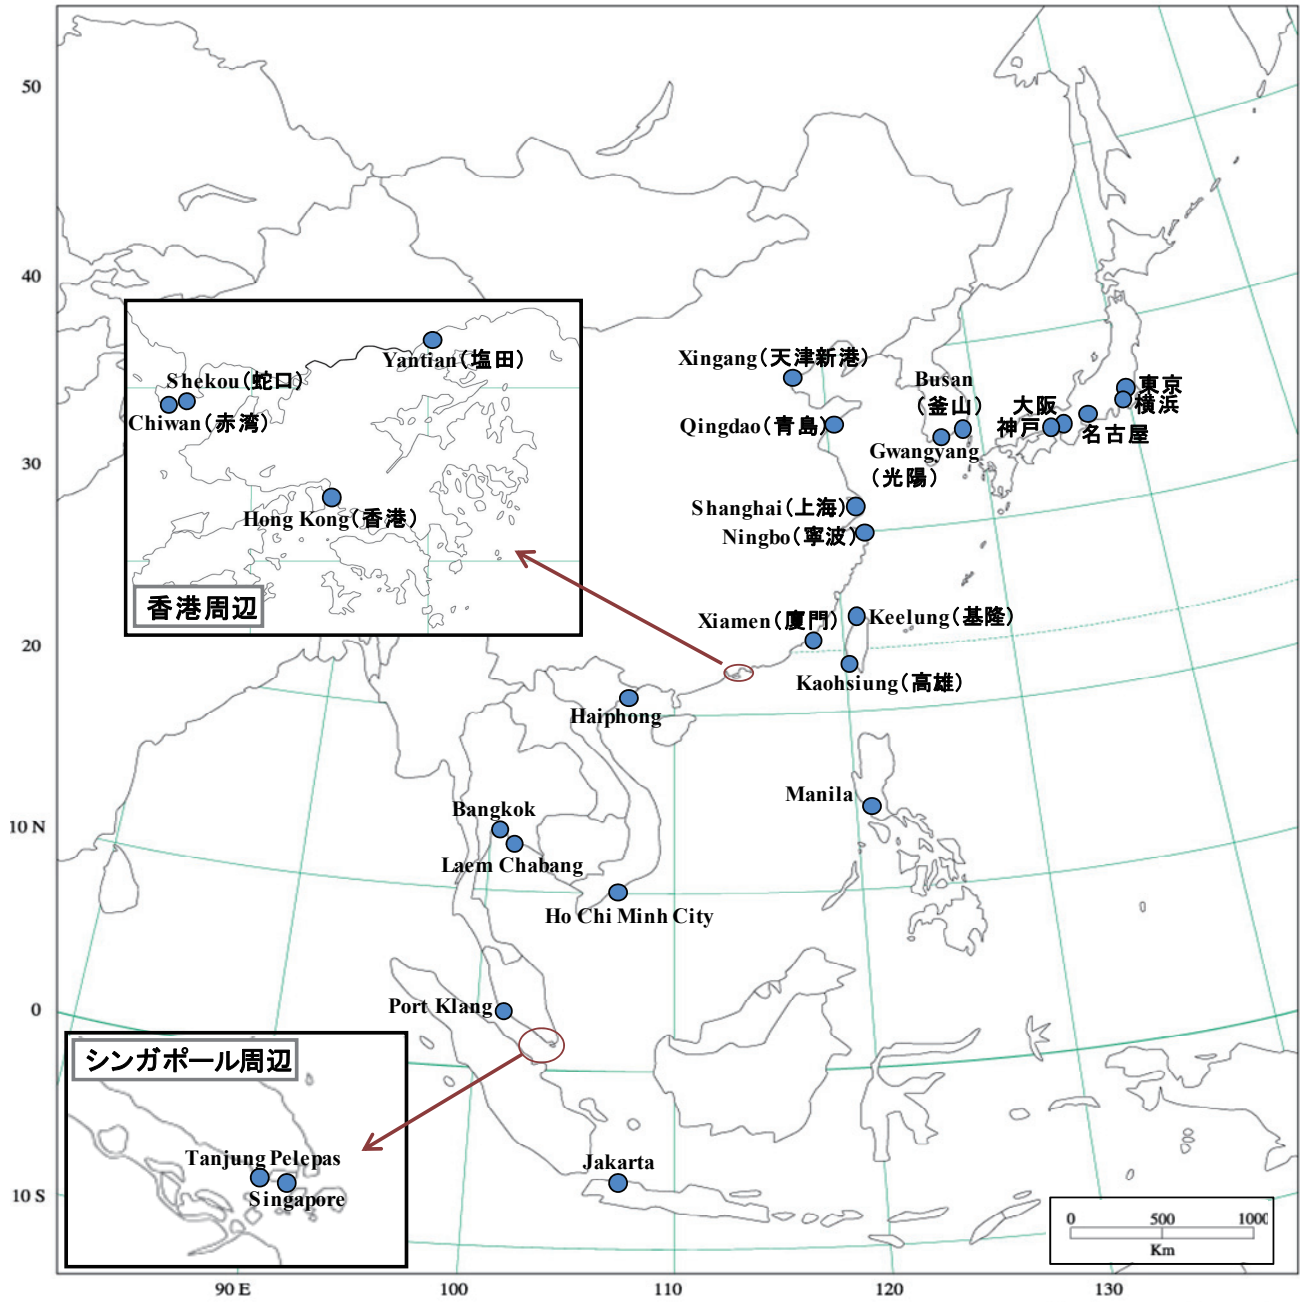 50
40
30
20
10 N
0
10 S
Yantian(塩田)
Shekou(蛇口)
Chiwan(赤湾)
Hong Kong(香港)
香港周辺
Xingang(天津新港)
Qingdao(青島)
Busan
(釜山)
Gwangyang
(光陽)
大阪
神戸
東京
横浜
名古屋
Shanghai(上海)
Ningbo(寧波)
Xiamen(廈門)
Keelung(基隆)
Kaohsiung(高雄)
Haiphong
Manila
Bangkok
Laem Chabang
Ho Chi Minh City
Port Klang
シンガポール周辺
Tanjung Pelepas
Singapore
Jakarta
0 500 1000
Km
90 E 100 110 120 130